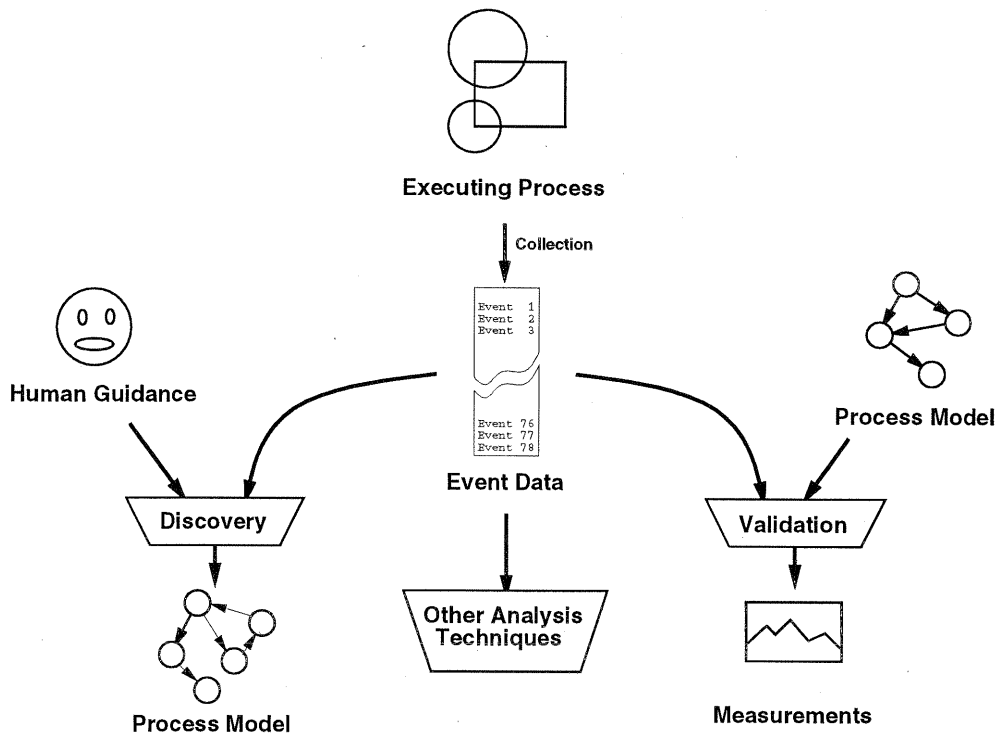 Executing Process
Collection
Event 1
Event 2
Event 3
Human Guidance
Process Model
Event 76
Event 77
Event 78
Event Data
Discovery
Validation
Other Analysis
Techniques
Process Model
Measurements